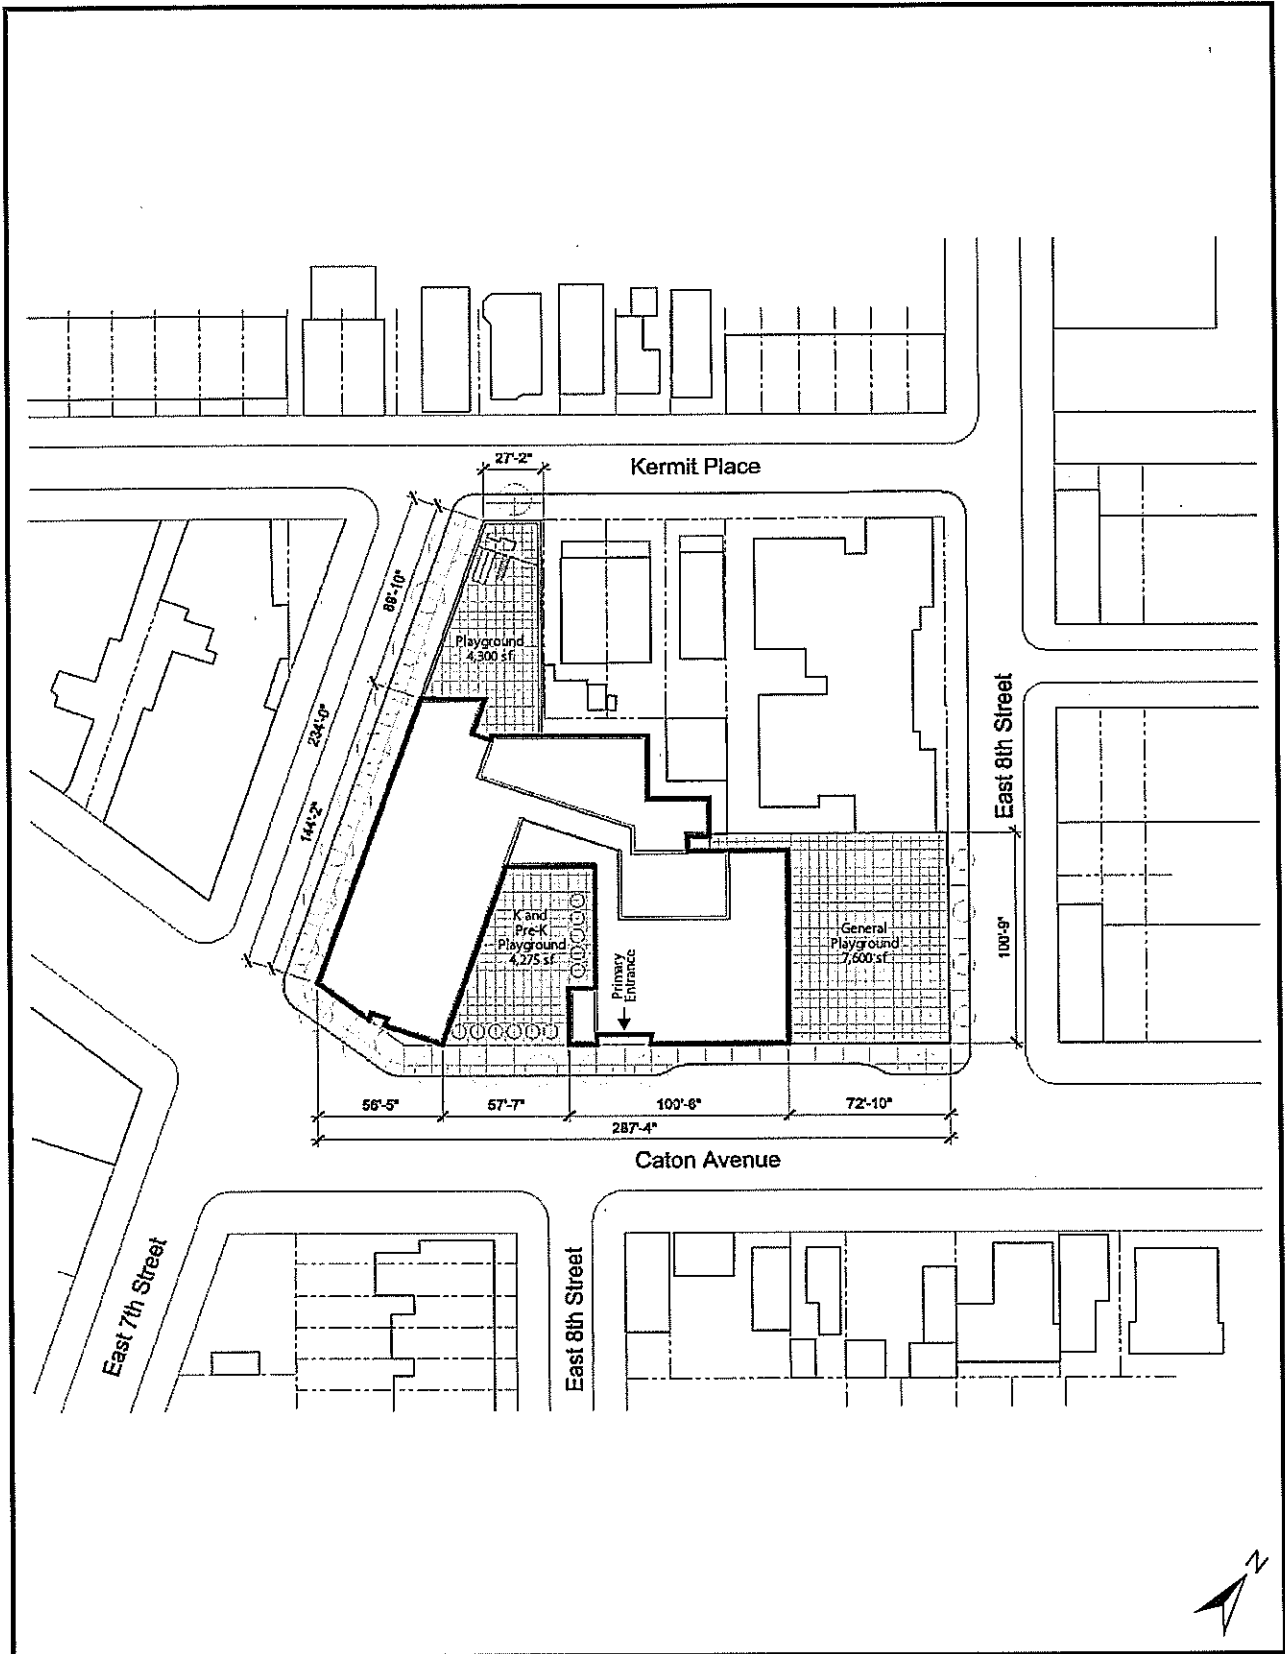 27'-2"
Kermit Place
89'-10"
Playground
4,300 sf
234'-0"
144'-2"
East 8th Street
100'-9"
K and
Pre-K
Playground
4,275 sf
Primary
Entrance
General
Playground
7,600 sf
56'-5"
57'-7"
100'-6"
72'-10"
287'-4"
Caton Avenue
East 7th Street
East 8th Street
N